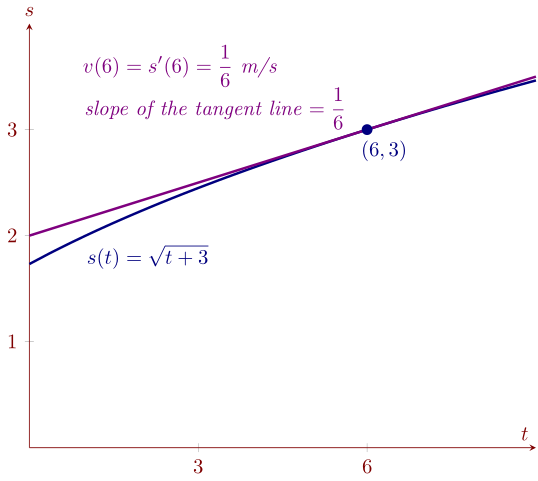 s
v(6) = s′(6) = 1/6 m/s
slope of the tangent line = 1/6
3
(6, 3)
2
s(t) = √(t + 3)
1
t
3 6